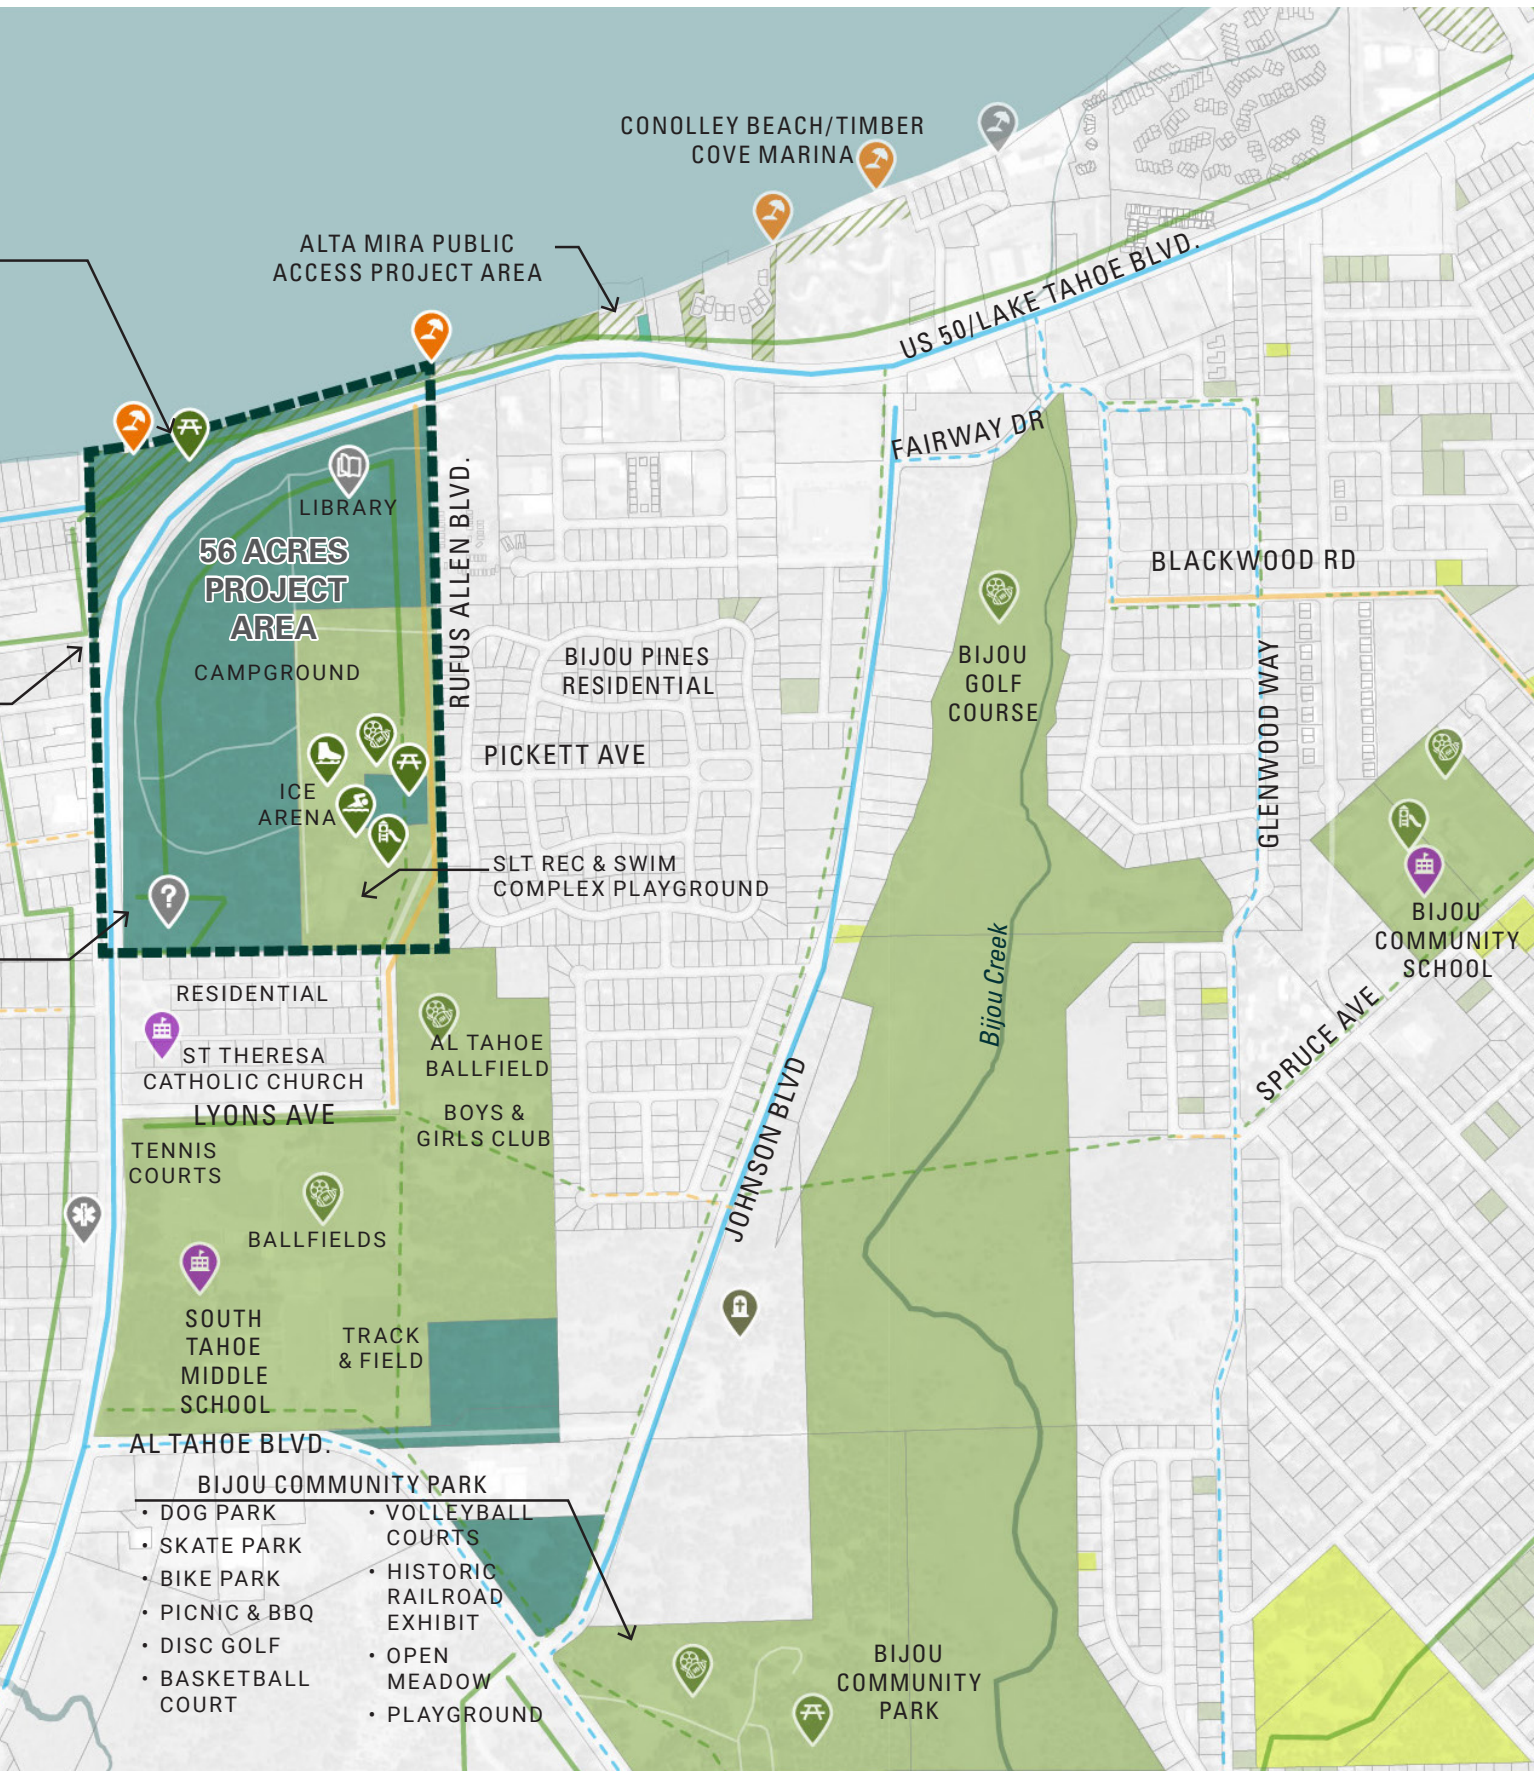 CONOLLEY BEACH/TIMBER
COVE MARINA
ALTA MIRA PUBLIC
ACCESS PROJECT AREA
US 50/LAKE TAHOE BLVD.
FAIRWAY DR
LIBRARY
56 ACRES
PROJECT
AREA
CAMPGROUND
RUFUS ALLEN BLVD.
BLACKWOOD RD
BIJOU PINES
RESIDENTIAL
BIJOU
GOLF
COURSE
GLENWOOD WAY
PICKETT AVE
ICE
ARENA
SLT REC & SWIM
COMPLEX PLAYGROUND
?
BIJOU
COMMUNITY
SCHOOL
Bijou Creek
RESIDENTIAL
ST THERESA
CATHOLIC CHURCH
AL TAHOE
BALLFIELD
SPRUCE AVE
LYONS AVE
BOYS &
GIRLS CLUB
TENNIS
COURTS
JOHNSON BLVD
BALLFIELDS
SOUTH
TAHOE
MIDDLE
SCHOOL
TRACK
& FIELD
AL TAHOE BLVD.
BIJOU COMMUNITY PARK
• DOG PARK
• SKATE PARK
• BIKE PARK
• PICNIC & BBQ
• DISC GOLF
• BASKETBALL
COURT
• VOLLEYBALL
COURTS
• HISTORIC
RAILROAD
EXHIBIT
• OPEN
MEADOW
• PLAYGROUND
BIJOU
COMMUNITY
PARK